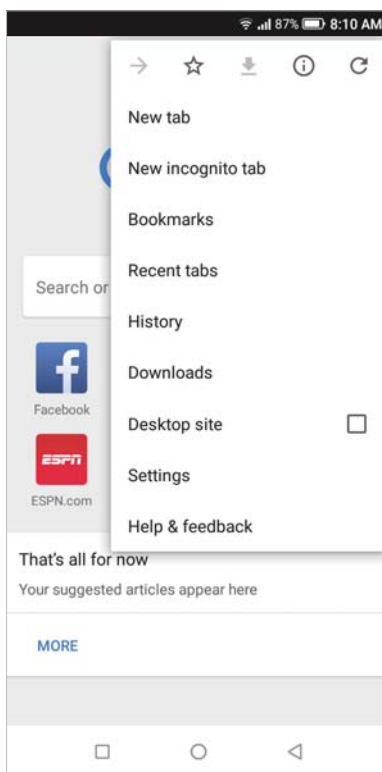 87% 8:10 AM
New tab
New incognito tab
Bookmarks
Recent tabs
Search or
History
Downloads
Facebook
Desktop site
ESPN
Settings
ESPN.com
Help & feedback
That's all for now
Your suggested articles appear here
MORE